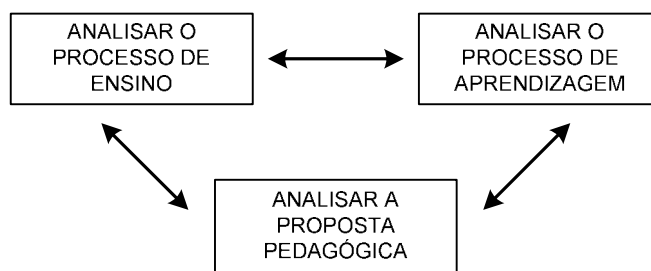 ANALISAR O
PROCESSO DE
ENSINO
ANALISAR O
PROCESSO DE
APRENDIZAGEM
ANALISAR A
PROPOSTA
PEDAGÓGICA